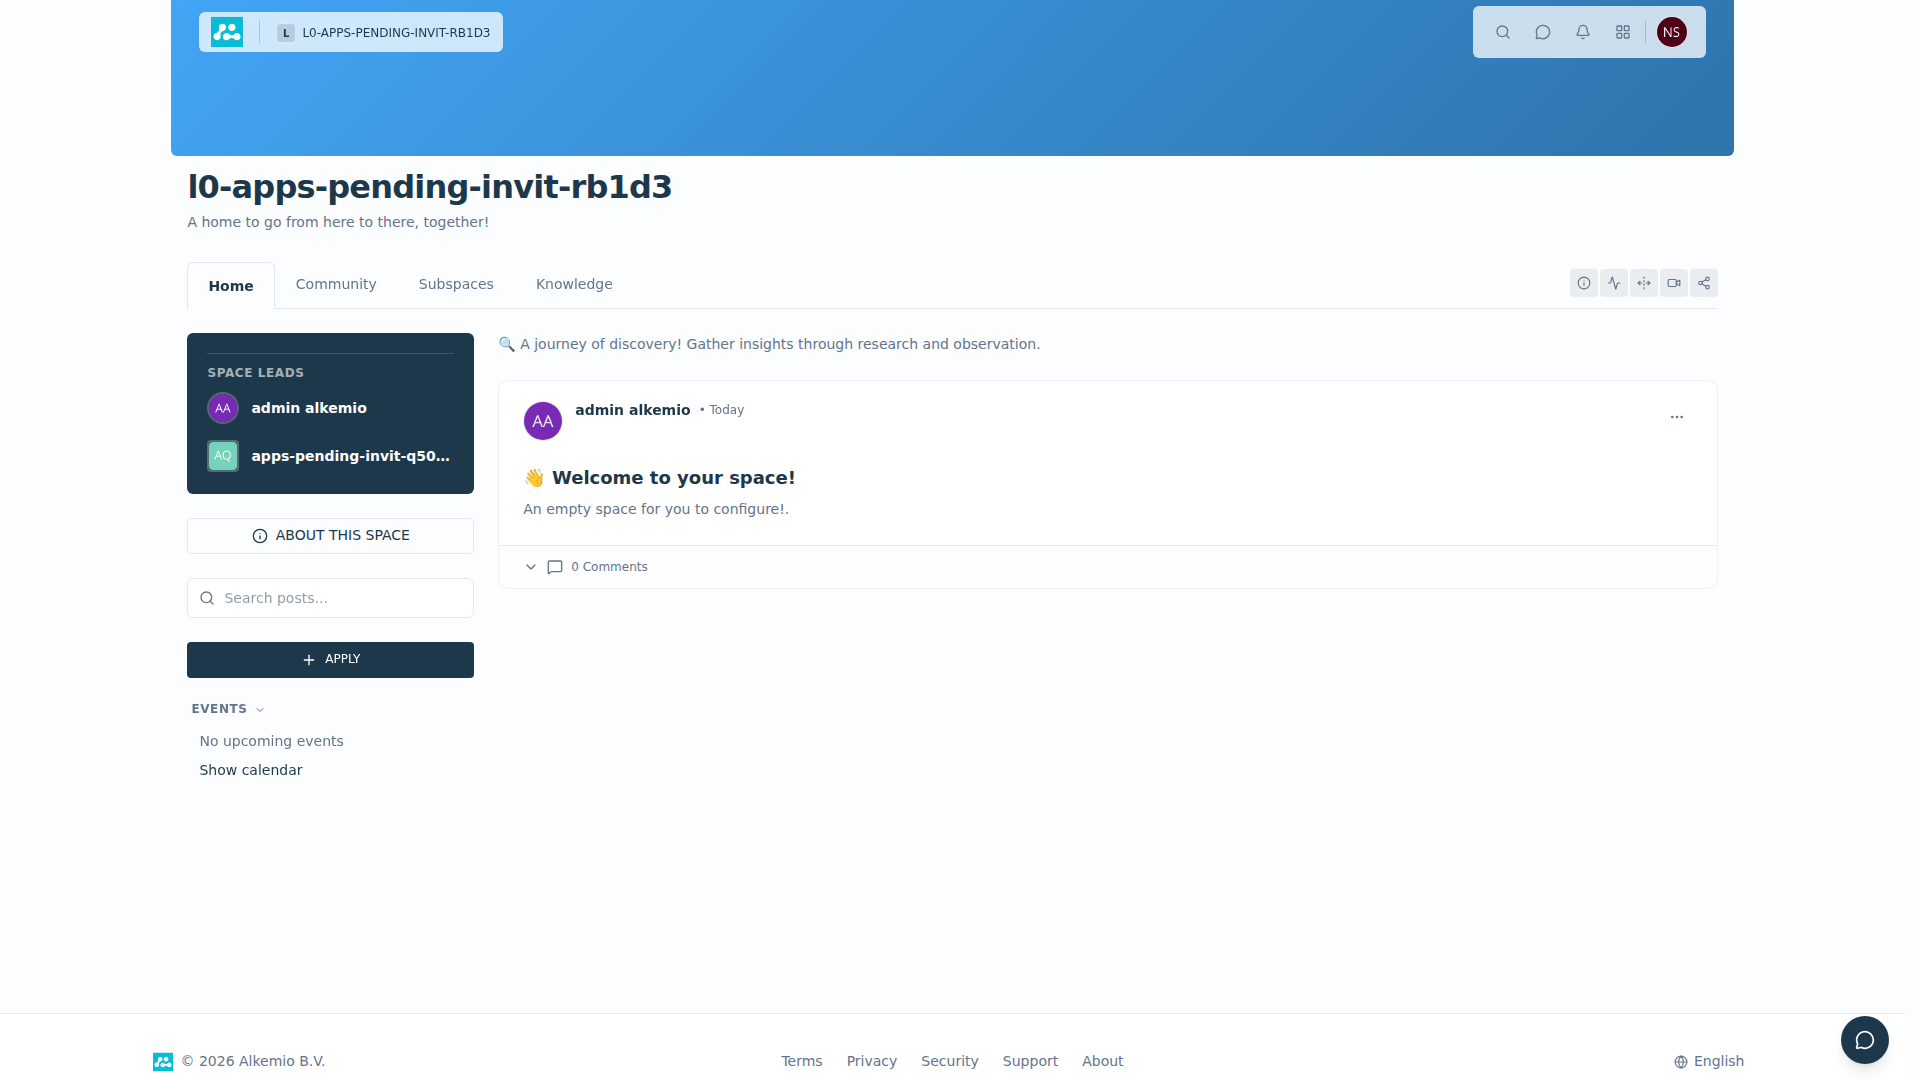 L L0-APPS-PENDING-INVIT-RB1D3
NS
l0-apps-pending-invit-rb1d3
A home to go from here to there, together!
Home Community Subspaces Knowledge
SPACE LEADS
AA admin alkemio
AQ apps-pending-invit-q50...
ABOUT THIS SPACE
Search posts...
+ APPLY
EVENTS
No upcoming events
Show calendar
🔍 A journey of discovery! Gather insights through research and observation.
AA admin alkemio • Today
👋 Welcome to your space!
An empty space for you to configure!.
0 Comments
© 2026 Alkemio B.V. Terms Privacy Security Support About English